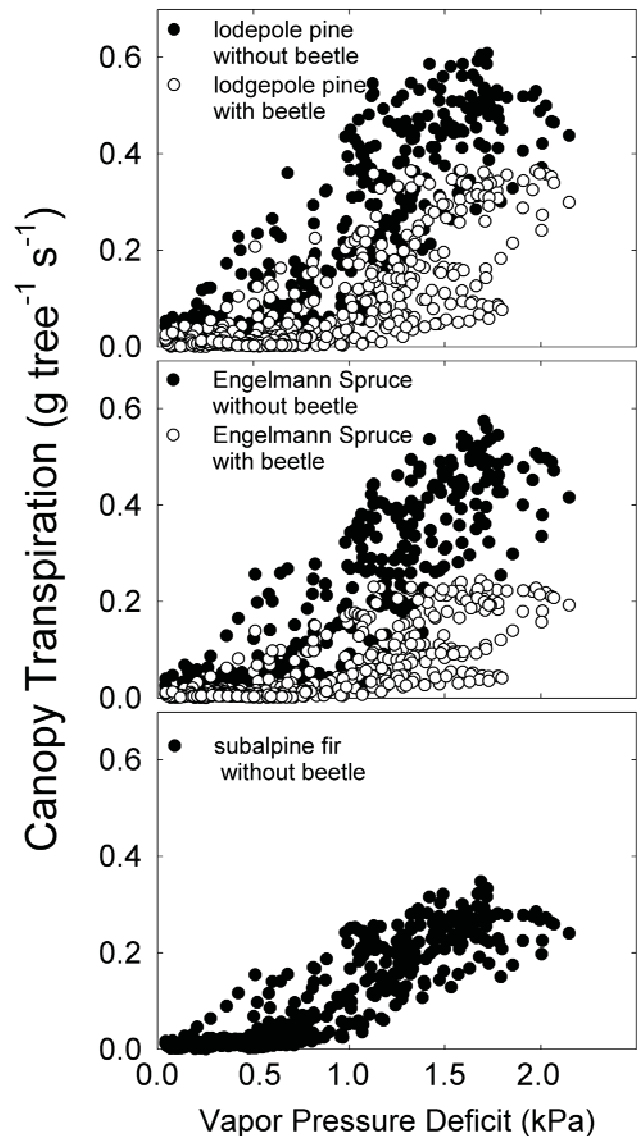 lodepole pine
without beetle
lodgepole pine
with beetle
0.6
0.4
0.2
0.0
Engelmann Spruce
without beetle
Engelmann Spruce
with beetle
0.6
0.4
0.2
0.0
subalpine fir
without beetle
0.6
0.4
0.2
0.0
0.0 0.5 1.0 1.5 2.0
Vapor Pressure Deficit (kPa)
Canopy Transpiration (g tree⁻¹ s⁻¹)